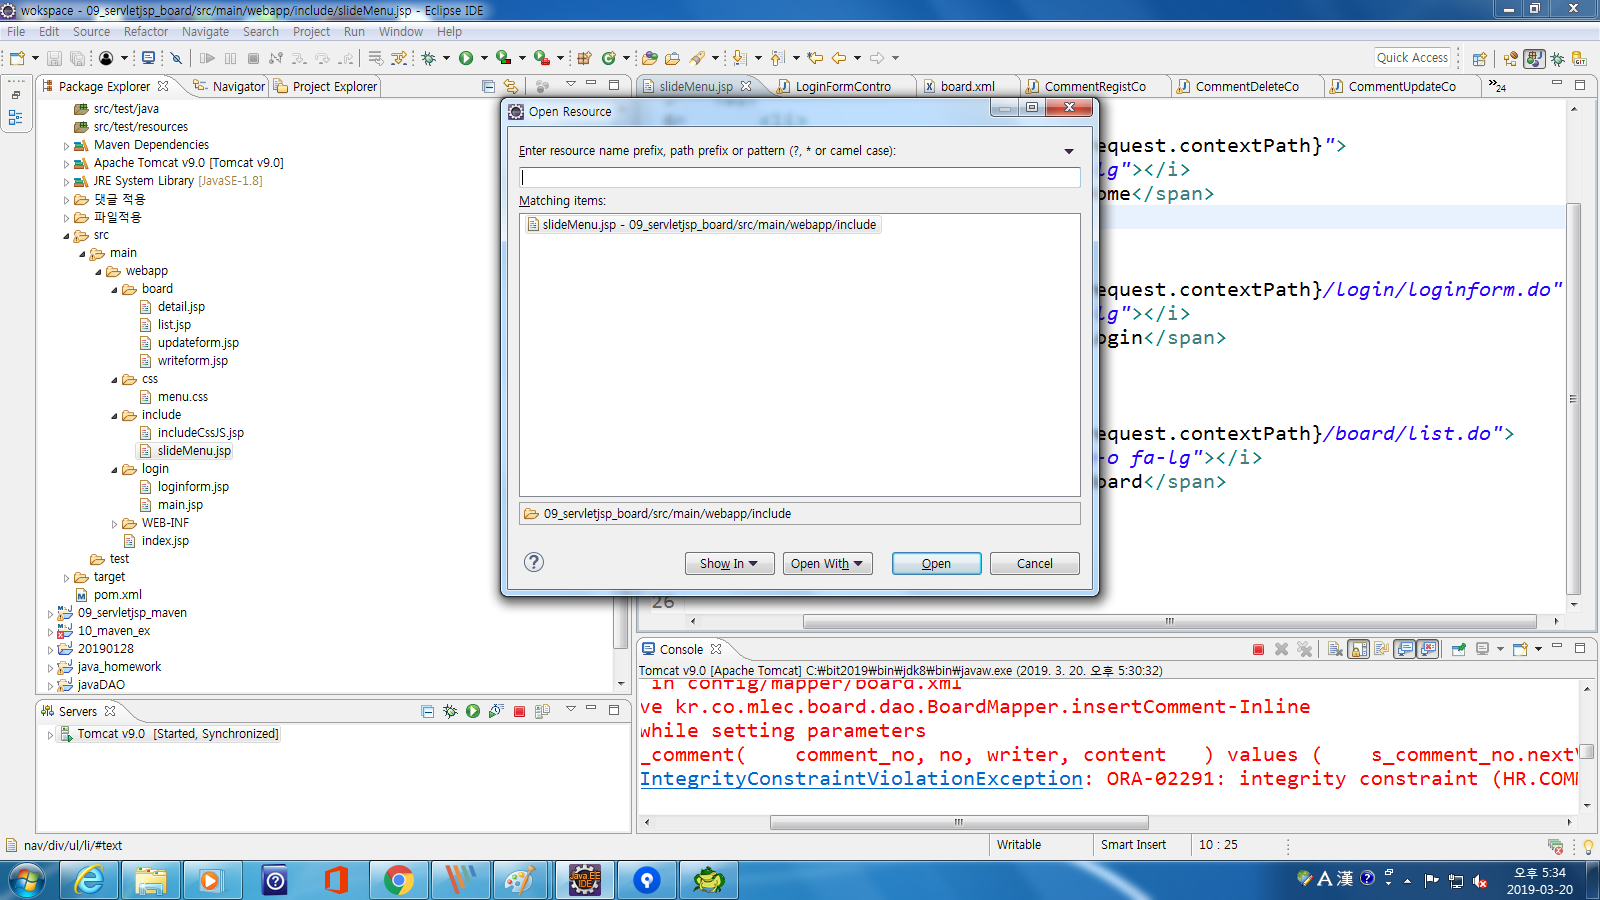 wokspace - 09_servletjsp_board/src/main/webapp/include/slideMenu.jsp - Eclipse IDE
File Edit Source Refactor Navigate Search Project Run Window Help
Quick Access
Package Explorer Navigator Project Explorer
src/test/java
src/test/resources
Maven Dependencies
Apache Tomcat v9.0 [Tomcat v9.0]
JRE System Library [JavaSE-1.8]
댓글 적용
파일적용
src
main
webapp
board
detail.jsp
list.jsp
updateform.jsp
writeform.jsp
css
menu.css
include
includeCssJS.jsp
slideMenu.jsp
login
loginform.jsp
main.jsp
WEB-INF
index.jsp
test
target
pom.xml
09_servletjsp_maven
10_maven_ex
20190128
java_homework
javaDAO
Servers
Tomcat v9.0 [Started, Synchronized]
slideMenu.jsp LoginFormContro board.xml CommentRegistCo CommentDeleteCo CommentUpdateCo »24
equest.contextPath}">
lg"></i>
ome</span>
equest.contextPath}/login/loginform.do"
lg"></i>
ogin</span>
equest.contextPath}/board/list.do">
-o fa-lg"></i>
oard</span>
26
Open Resource
Enter resource name prefix, path prefix or pattern (?, * or camel case):
Matching items:
slideMenu.jsp - 09_servletjsp_board/src/main/webapp/include
09_servletjsp_board/src/main/webapp/include
Show In Open With Open Cancel
Console
Tomcat v9.0 [Apache Tomcat] C:₩bit2019₩bin₩jdk8₩bin₩javaw.exe (2019. 3. 20. 오후 5:30:32)
in config/mapper/board.xml
ve kr.co.mlec.board.dao.BoardMapper.insertComment-Inline
while setting parameters
_comment( comment_no, no, writer, content ) values ( s_comment_no.next
IntegrityConstraintViolationException: ORA-02291: integrity constraint (HR.COM
nav/div/ul/li/#text Writable Smart Insert 10 : 25
Java EE
IDE
A 漢
오후 5:34
2019-03-20